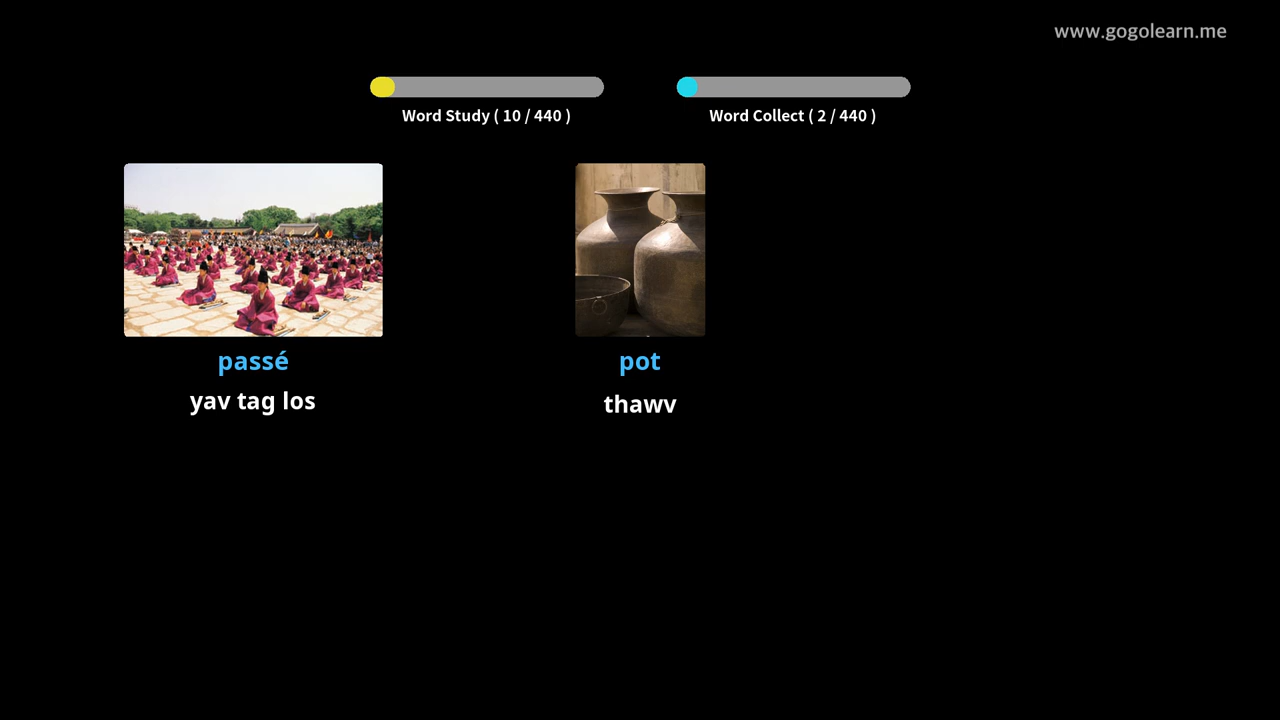 www.gogolearn.me
Word Study ( 10 / 440 )
Word Collect ( 2 / 440 )
passé
yav tag los
pot
thawv